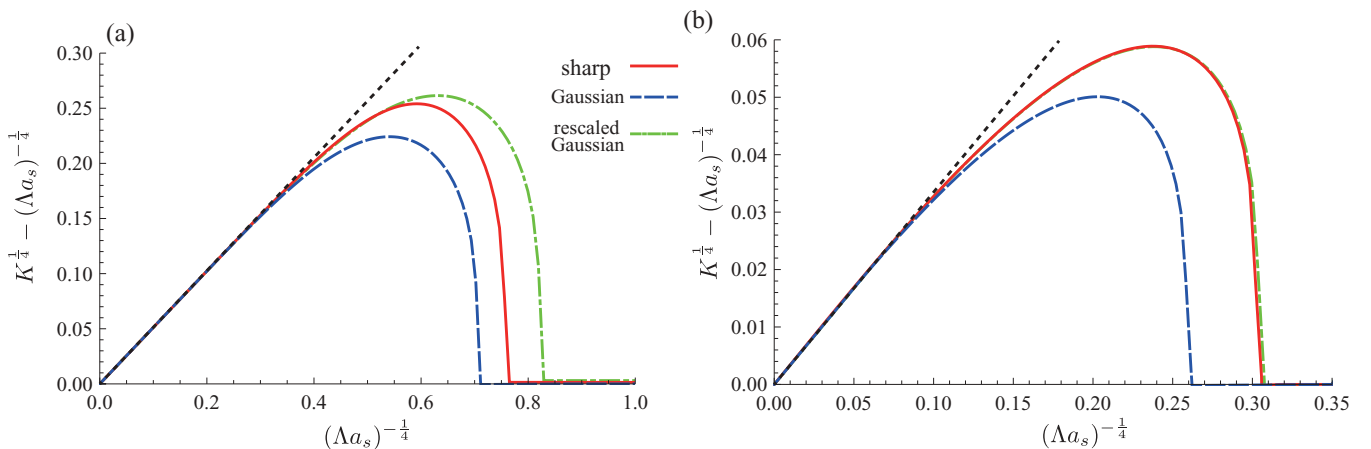 (a)
0.30
0.25
0.20
0.15
0.10
0.05
0.00
K^{1/4} − (Λa_s)^{−1/4}
0.0 0.2 0.4 0.6 0.8 1.0
(Λa_s)^{−1/4}
sharp
Gaussian
rescaled
Gaussian
(b)
0.06
0.05
0.04
0.03
0.02
0.01
0.00
K^{1/4} − (Λa_s)^{−1/4}
0.00 0.05 0.10 0.15 0.20 0.25 0.30 0.35
(Λa_s)^{−1/4}